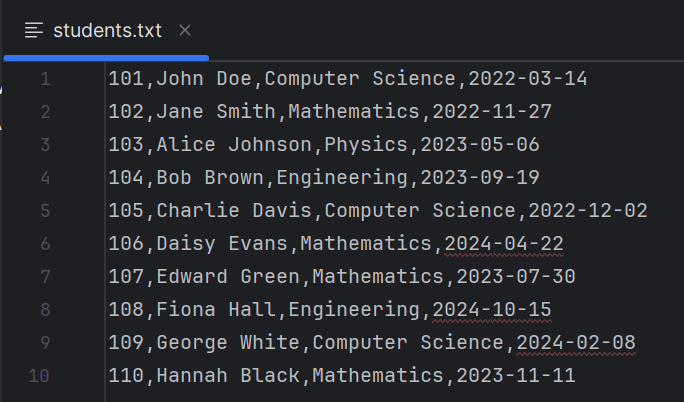 students.txt
1 101,John Doe,Computer Science,2022-03-14
2 102,Jane Smith,Mathematics,2022-11-27
3 103,Alice Johnson,Physics,2023-05-06
4 104,Bob Brown,Engineering,2023-09-19
5 105,Charlie Davis,Computer Science,2022-12-02
6 106,Daisy Evans,Mathematics,2024-04-22
7 107,Edward Green,Mathematics,2023-07-30
8 108,Fiona Hall,Engineering,2024-10-15
9 109,George White,Computer Science,2024-02-08
10 110,Hannah Black,Mathematics,2023-11-11